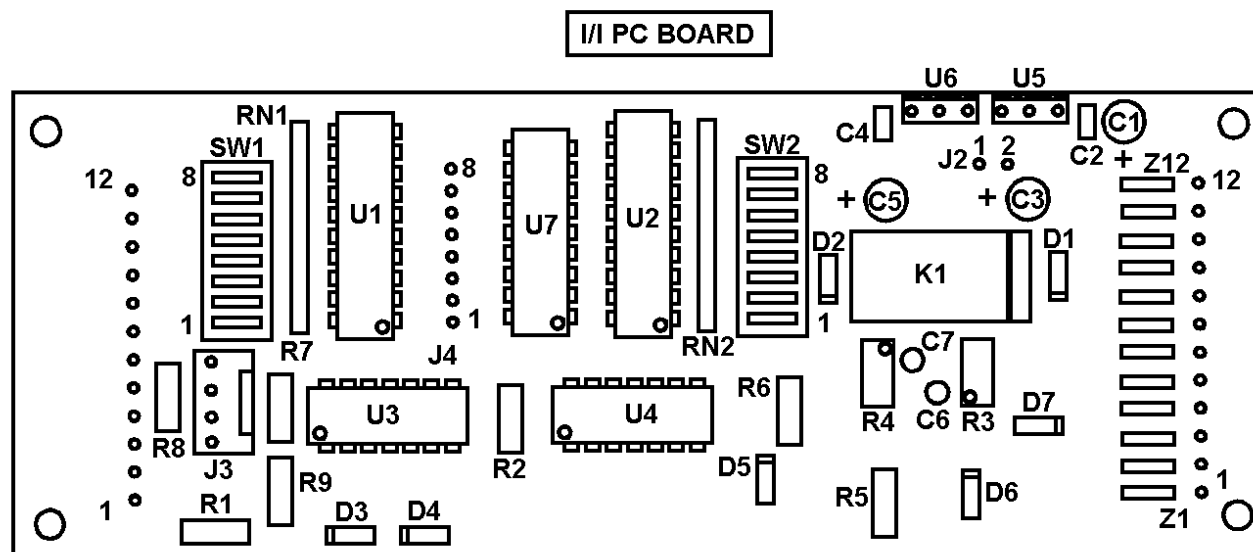 I/I PC BOARD
U6 U5
RN1
C4 C1
SW1 SW2 1 2 C2
J2 + Z12
12 8 8 8 12
U1 U7 U2 + C5 + C3
D2 D1
K1
1 1 1
R7 J4 RN2 C7
R6
U3 U4 D7
R8 R4 C6 R3
J3 R2 D5
R9 R5 D6 1
1 R1 D3 D4 Z1